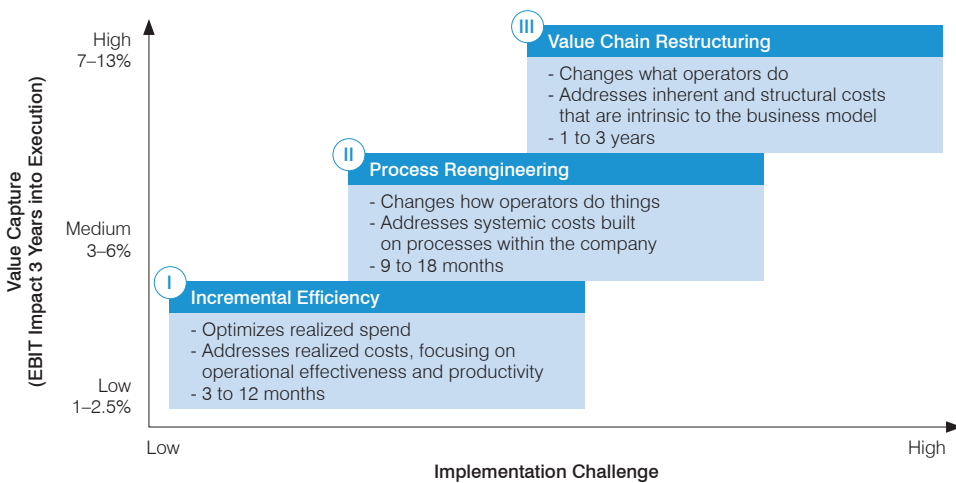 High
7–13%
Value Capture
(EBIT Impact 3 Years into Execution)
Medium
3–6%
Low
1–2.5%
III
Value Chain Restructuring
- Changes what operators do
- Addresses inherent and structural costs
that are intrinsic to the business model
- 1 to 3 years
II
Process Reengineering
- Changes how operators do things
- Addresses systemic costs built
on processes within the company
- 9 to 18 months
I
Incremental Efficiency
- Optimizes realized spend
- Addresses realized costs, focusing on
operational effectiveness and productivity
- 3 to 12 months
Low
High
Implementation Challenge